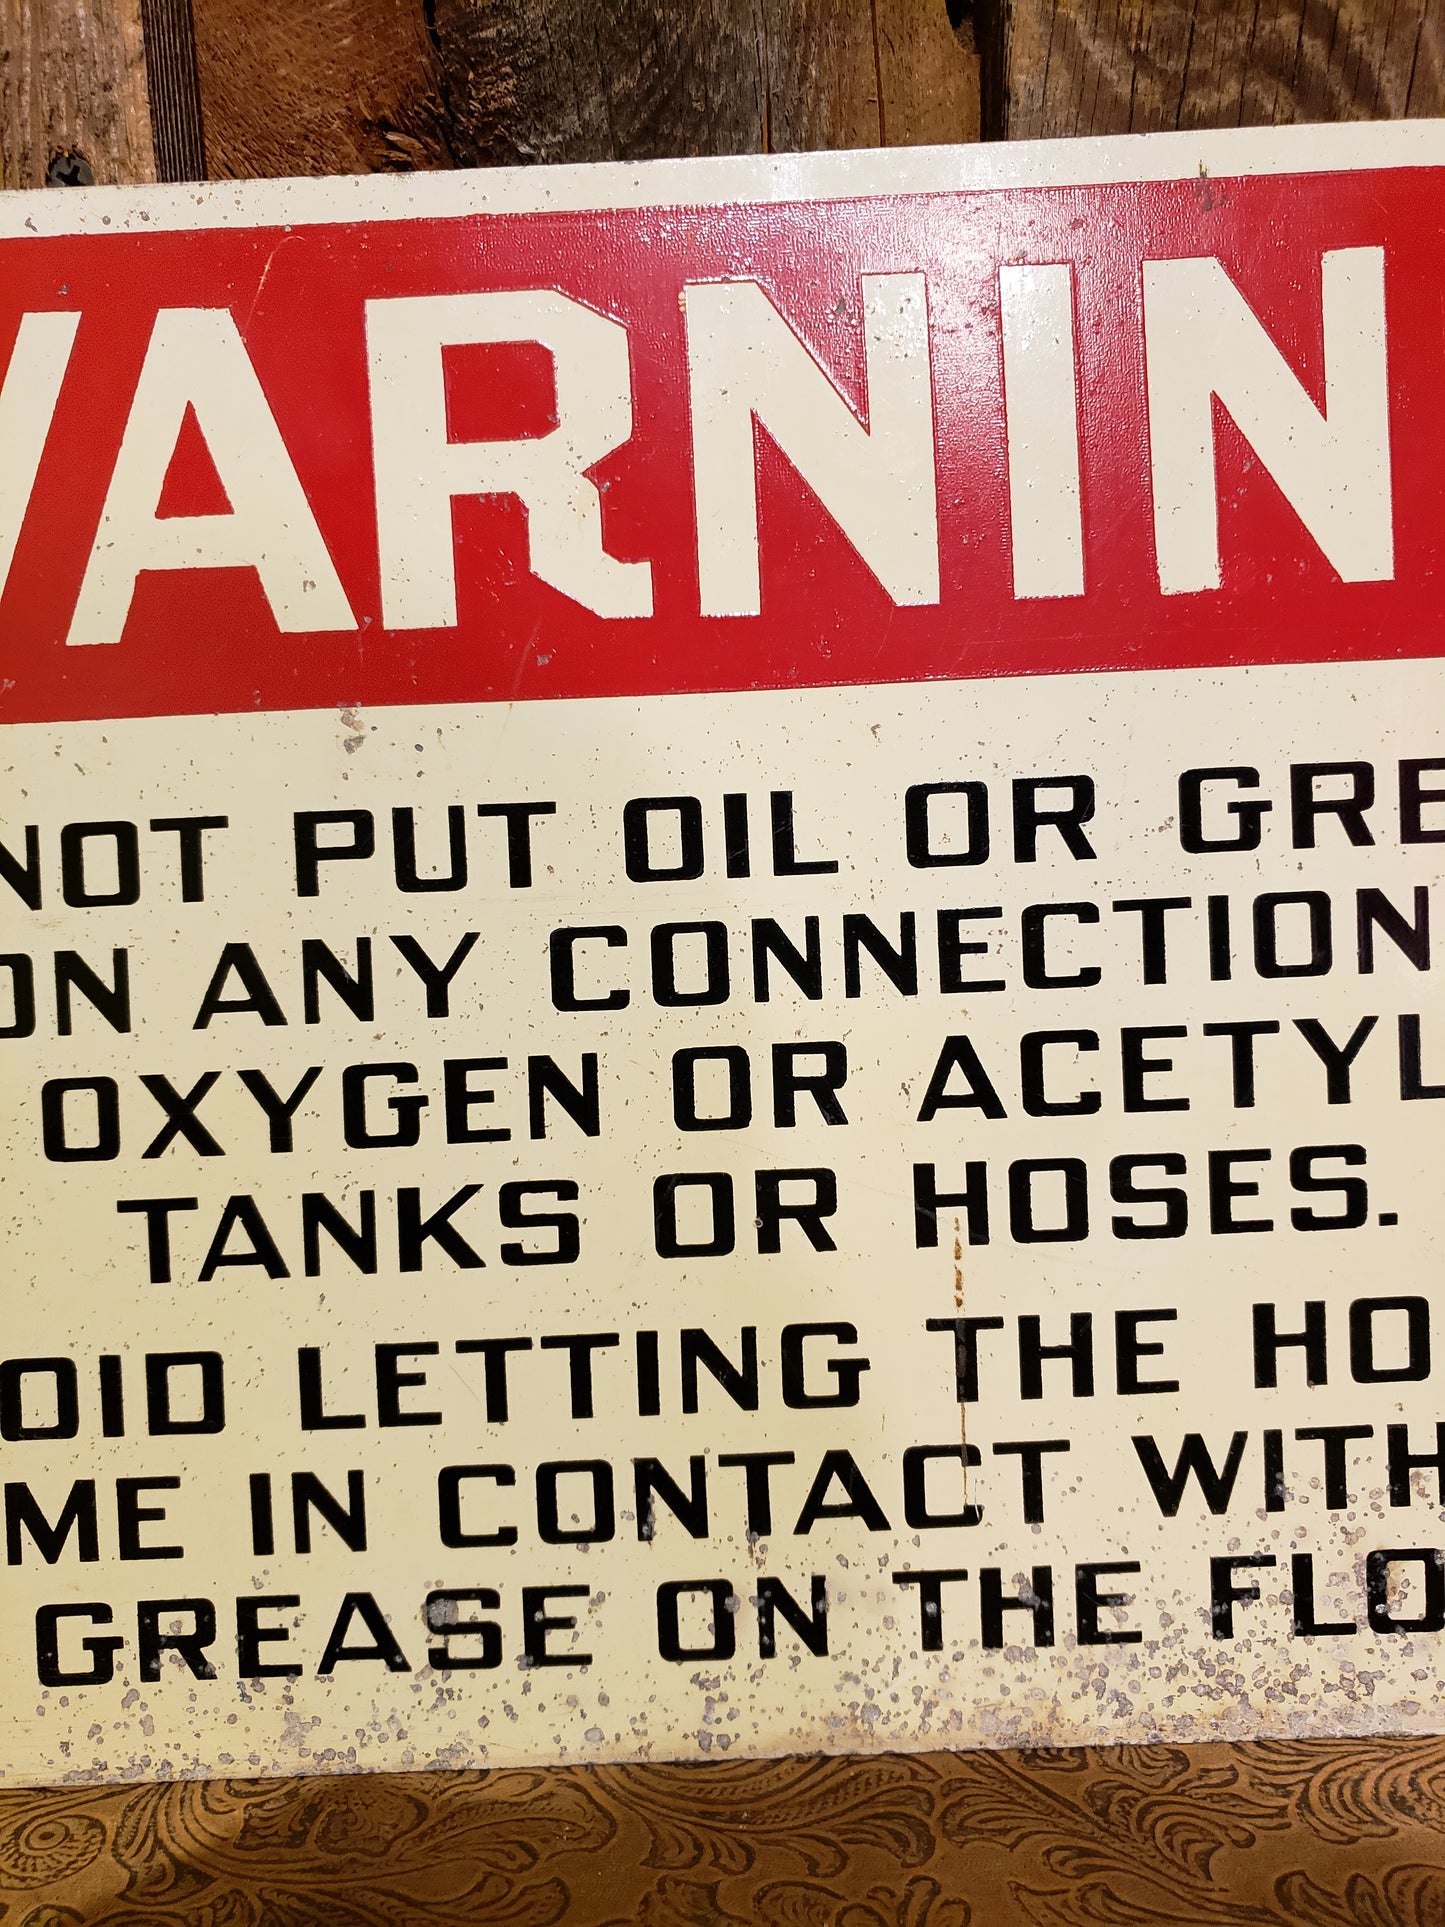 WARNIN
NOT PUT OIL OR GRE
ON ANY CONNECTION
OXYGEN OR ACETYL
TANKS OR HOSES.
OID LETTING THE HO
ME IN CONTACT WITH
GREASE ON THE FLO